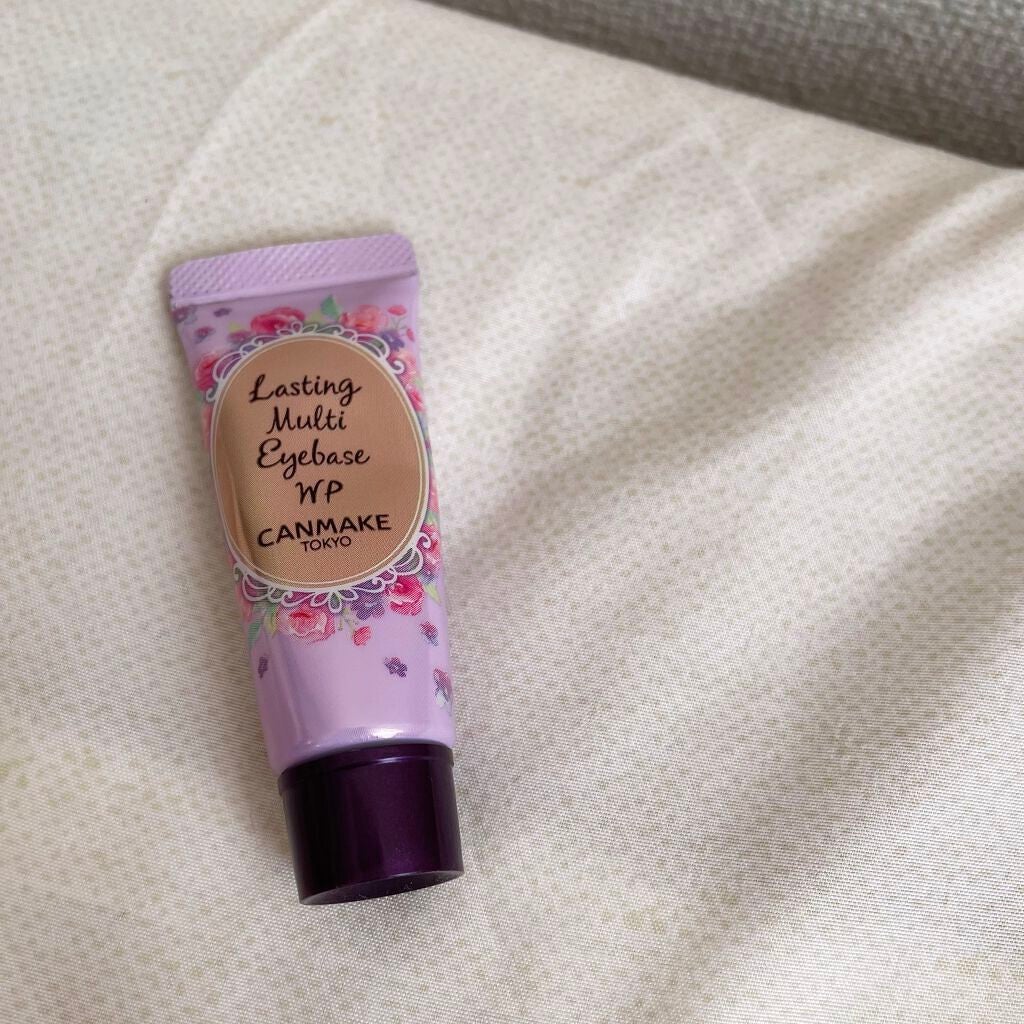 Lasting
Multi
Eyebase
WP
CANMAKE
TOKYO